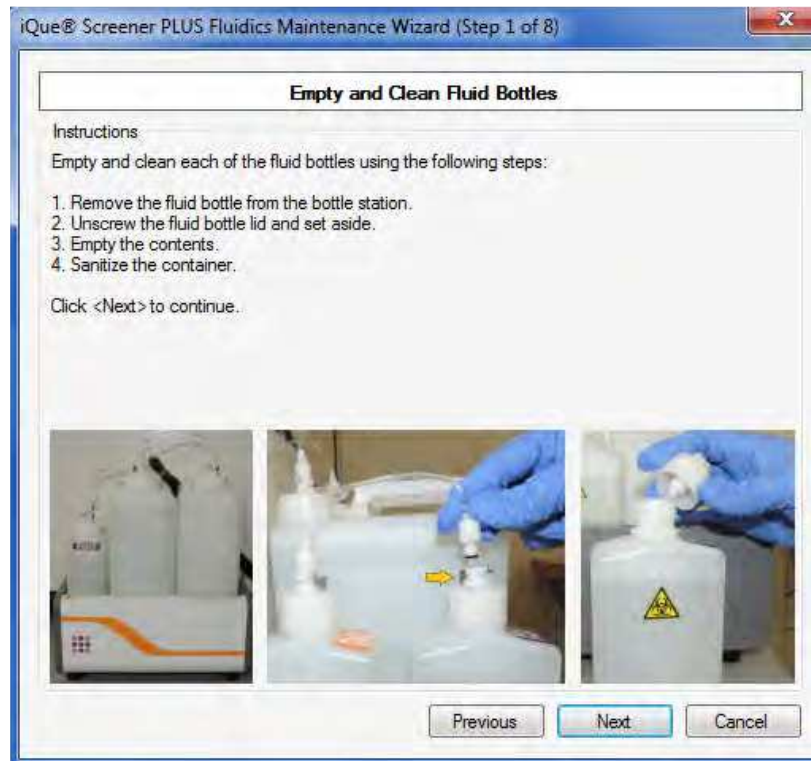 iQue® Screener PLUS Fluidics Maintenance Wizard (Step 1 of 8)
Empty and Clean Fluid Bottles
Instructions
Empty and clean each of the fluid bottles using the following steps:
1. Remove the fluid bottle from the bottle station.
2. Unscrew the fluid bottle lid and set aside.
3. Empty the contents.
4. Sanitize the container.
Click <Next> to continue.
Previous
Next
Cancel